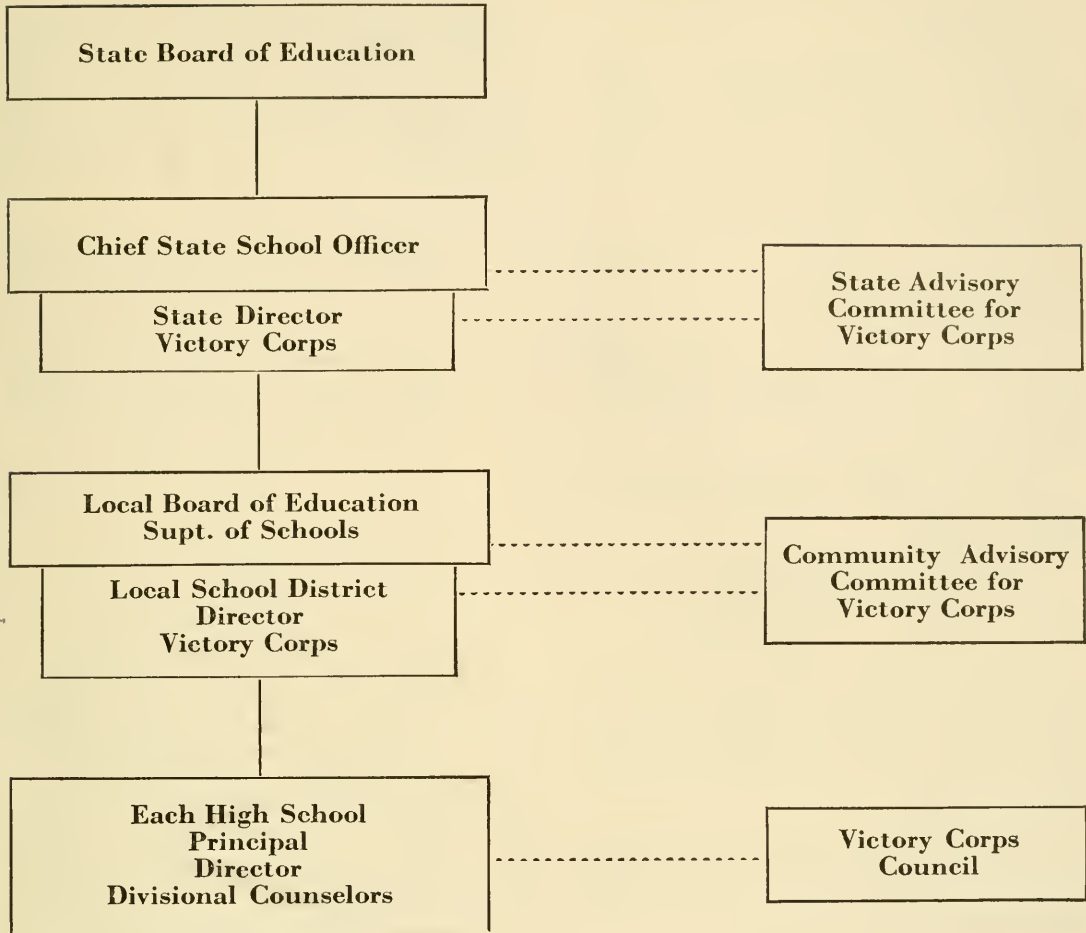 State Board of Education
Chief State School Officer
State Director
Victory Corps
State Advisory
Committee for
Victory Corps
Local Board of Education
Supt. of Schools
Local School District
Director
Victory Corps
Community Advisory
Committee for
Victory Corps
Each High School
Principal
Director
Divisional Counselors
Victory Corps
Council